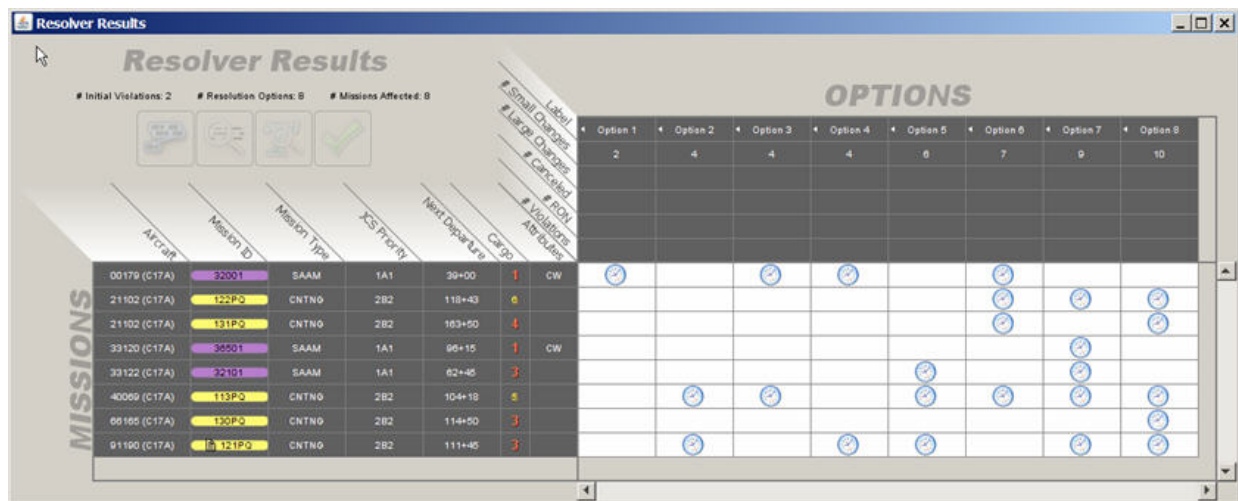 Resolver Results
Resolver Results
# Initial Violations: 2 # Resolution Options: 8 # Missions Affected: 8
OPTIONS
Label
# Small Changes
# Large Changes
# Canceled
# RON
# Violations
Attributes
Option 1 Option 2 Option 3 Option 4 Option 5 Option 6 Option 7 Option 8
2 4 4 4 6 7 9 10
Aircraft Mission ID Mission Type JCS Priority Next Departure Cargo
MISSIONS
00179 (C17A) 32001 SAAM 1A1 39+00 1 CW
21102 (C17A) 122PQ CNTNG 2B2 118+43 6
21102 (C17A) 131PQ CNTNG 2B2 163+50 4
33120 (C17A) 36501 SAAM 1A1 96+15 1 CW
33122 (C17A) 32101 SAAM 1A1 62+45 3
40069 (C17A) 113PQ CNTNG 2B2 104+18 5
66165 (C17A) 130PQ CNTNG 2B2 114+50 3
91190 (C17A) 121PQ CNTNG 2B2 111+45 3